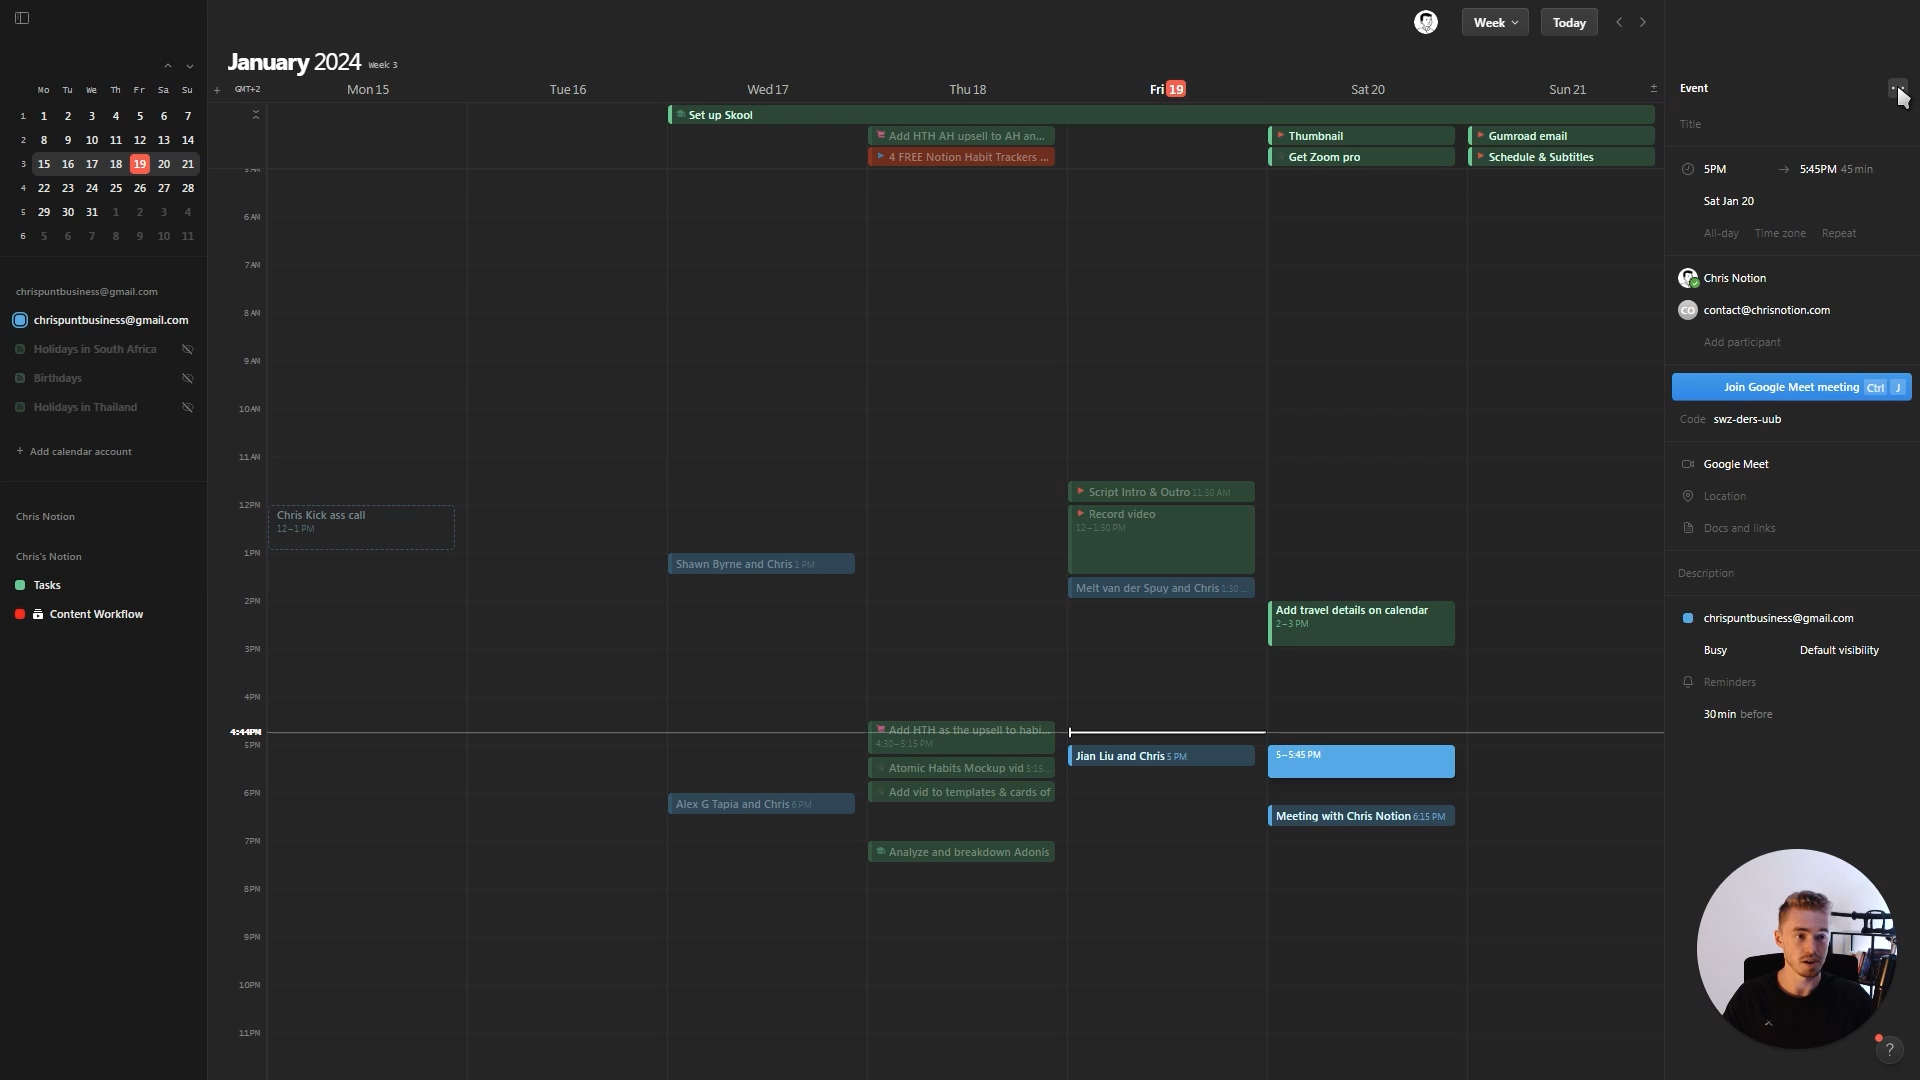 January 2024 Week 3
Week
Today
Mo Tu We Th Fr Sa Su
1 1 2 3 4 5 6 7
2 8 9 10 11 12 13 14
3 15 16 17 18 19 20 21
4 22 23 24 25 26 27 28
5 29 30 31 1 2 3 4
6 5 6 7 8 9 10 11
chrispuntbusiness@gmail.com
chrispuntbusiness@gmail.com
Holidays in South Africa
Birthdays
Holidays in Thailand
+ Add calendar account
Chris Notion
Chris's Notion
Tasks
Content Workflow
+ GMT+2 Mon 15 Tue 16 Wed 17 Thu 18 Fri 19 Sat 20 Sun 21
Set up Skool
Add HTH AH upsell to AH an...
4 FREE Notion Habit Trackers ...
Thumbnail
Get Zoom pro
Gumroad email
Schedule & Subtitles
6AM
7AM
8AM
9AM
10AM
11AM
12PM
1PM
2PM
3PM
4PM
4:44PM
5PM
6PM
7PM
8PM
9PM
10PM
11PM
Chris Kick ass call
12–1 PM
Shawn Byrne and Chris 1 PM
Alex G Tapia and Chris 6 PM
Add HTH as the upsell to habi...
4:30–5:15 PM
Atomic Habits Mockup vid 5:15...
Add vid to templates & cards of
Analyze and breakdown Adonis
Script Intro & Outro 11:30 AM
Record video
12–1:30 PM
Melt van der Spuy and Chris 1:30 ...
Jian Liu and Chris 5 PM
Add travel details on calendar
2–3 PM
5–5:45 PM
Meeting with Chris Notion 6:15 PM
Event
Title
5PM → 5:45PM 45 min
Sat Jan 20
All-day Time zone Repeat
Chris Notion
CO contact@chrisnotion.com
Add participant
Join Google Meet meeting Ctrl J
Code swz-ders-uub
Google Meet
Location
Docs and links
Description
chrispuntbusiness@gmail.com
Busy Default visibility
Reminders
30 min before
?